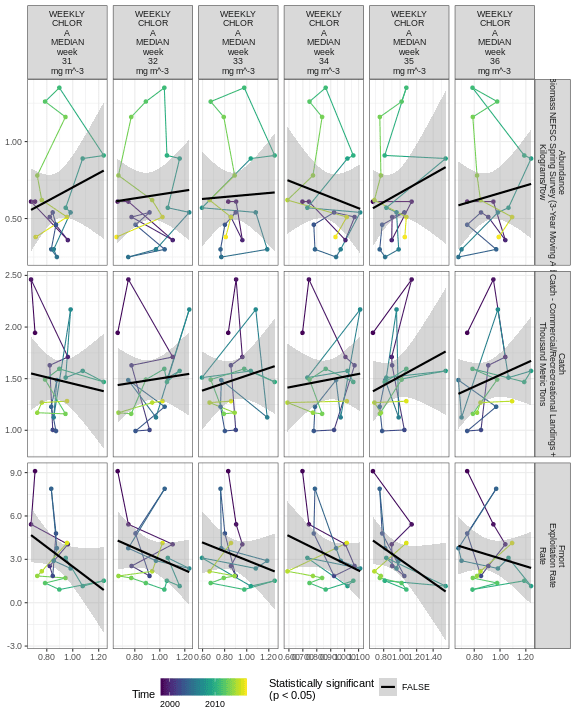 WEEKLY
CHLOR
A
MEDIAN
week
31
mg m^-3
WEEKLY
CHLOR
A
MEDIAN
week
32
mg m^-3
WEEKLY
CHLOR
A
MEDIAN
week
33
mg m^-3
WEEKLY
CHLOR
A
MEDIAN
week
34
mg m^-3
WEEKLY
CHLOR
A
MEDIAN
week
35
mg m^-3
WEEKLY
CHLOR
A
MEDIAN
week
36
mg m^-3
1.00
0.50
Abundance
Biomass NEFSC Spring Survey (3-Year Moving A
Kilograms/Tow
2.50
2.00
1.50
1.00
Catch
Catch - Commercial/Recreational Landings +
Thousand Metric Tons
9.0
6.0
3.0
0.0
-3.0
Fmort
Exploitation Rate
Rate
0.80 1.00 1.20
0.80 1.00 1.20
0.60 0.80 1.00 1.20
0.80 1.00 1.20 1.40
0.80 1.00 1.20
Time
2000 2010
Statistically significant
(p < 0.05)
FALSE